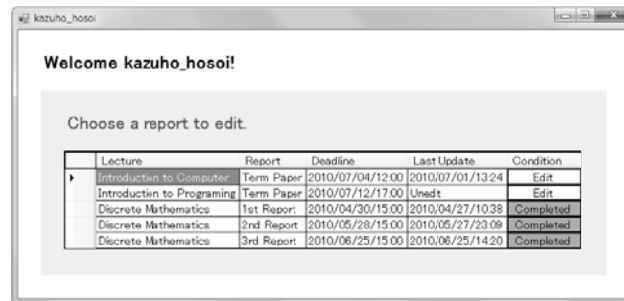 kazuho_hosoi
Welcome kazuho_hosoi!
Choose a report to edit.
Lecture Report Deadline Last Update Condition
Introduction to Computer Term Paper 2010/07/04/12:00 2010/07/01/13:24 Edit
Introduction to Programing Term Paper 2010/07/12/17:00 Unedt Edit
Discrete Mathematics 1st Report 2010/04/30/15:00 2010/04/27/10:38 Completed
Discrete Mathematics 2nd Report 2010/05/28/15:00 2010/05/27/23:09 Completed
Discrete Mathematics 3rd Report 2010/06/25/15:00 2010/06/25/14:20 Completed